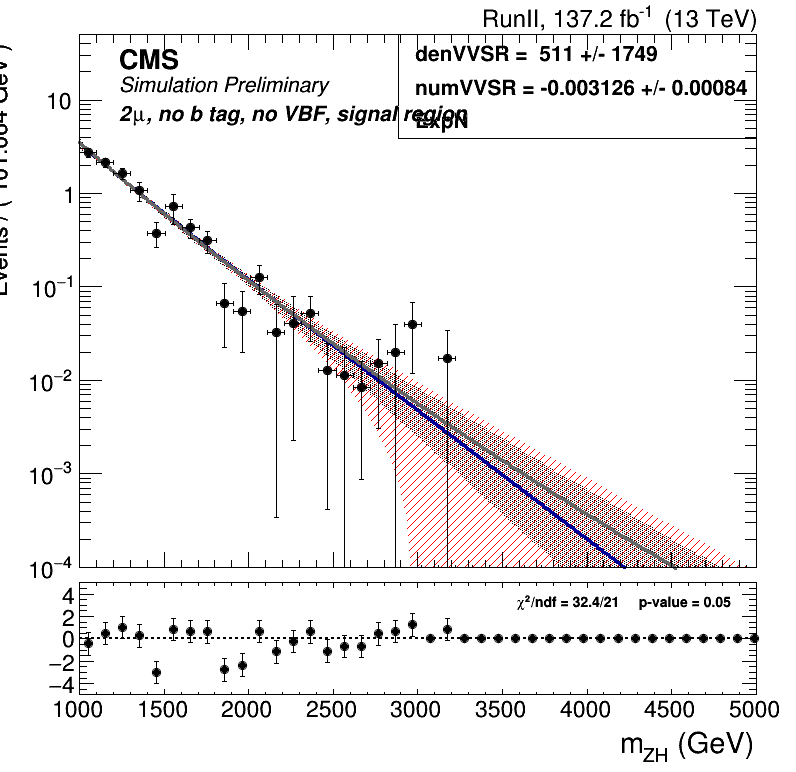 RunII, 137.2 fb⁻¹ (13 TeV)
CMS
Simulation Preliminary
2μ, no b tag, no VBF, signal region
denVVSR = 511 +/- 1749
numVVSR = -0.003126 +/- 0.00084
ExpN
10
1
10⁻¹
10⁻²
10⁻³
10⁻⁴
χ²/ndf = 32.4/21 p-value = 0.05
4
2
0
−2
−4
1000 1500 2000 2500 3000 3500 4000 4500 5000
m_ZH (GeV)